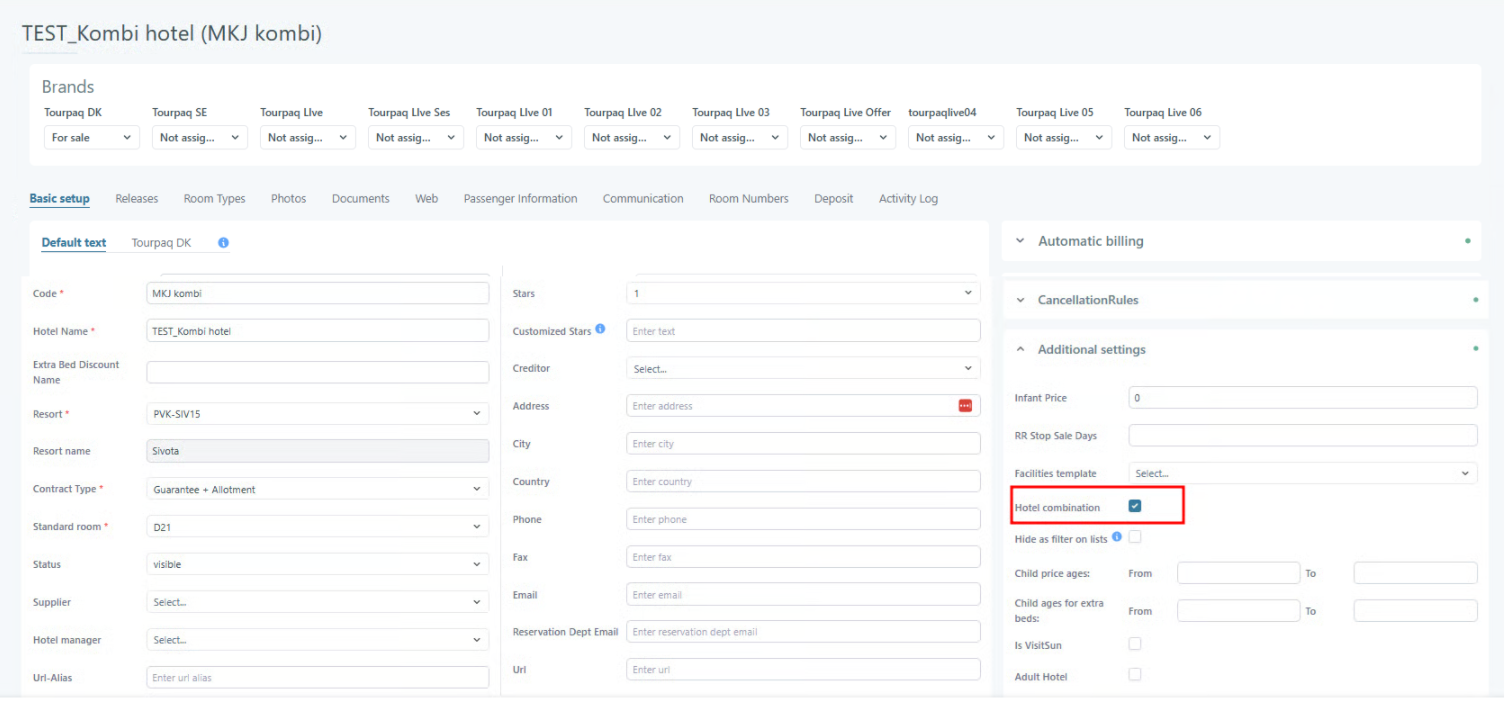 TEST_Kombi hotel (MKJ kombi)
Brands
Tourpaq DK Tourpaq SE Tourpaq LIve Tourpaq LIve Ses Tourpaq LIve 01 Tourpaq LIve 02 Tourpaq LIve 03 Tourpaq Live Offer tourpaqlive04 Tourpaq Live 05 Tourpaq Live 06
For sale Not assig... Not assig... Not assig... Not assig... Not assig... Not assig... Not assig... Not assig... Not assig... Not assig...
Basic setup Releases Room Types Photos Documents Web Passenger Information Communication Room Numbers Deposit Activity Log
Default text Tourpaq DK
Code * MKJ kombi
Hotel Name * TEST_Kombi hotel
Extra Bed Discount
Name
Resort * PVK-SIV15
Resort name Sivota
Contract Type * Guarantee + Allotment
Standard room * D21
Status visible
Supplier Select...
Hotel manager Select...
Url-Alias Enter url alias
Stars 1
Customized Stars Enter text
Creditor Select...
Address Enter address
City Enter city
Country Enter country
Phone Enter phone
Fax Enter fax
Email Enter email
Reservation Dept Email Enter reservation dept email
Url Enter url
Automatic billing
CancellationRules
Additional settings
Infant Price 0
RR Stop Sale Days
Facilities template Select...
Hotel combination
Hide as filter on lists
Child price ages: From To
Child ages for extra
beds: From To
Is VisitSun
Adult Hotel